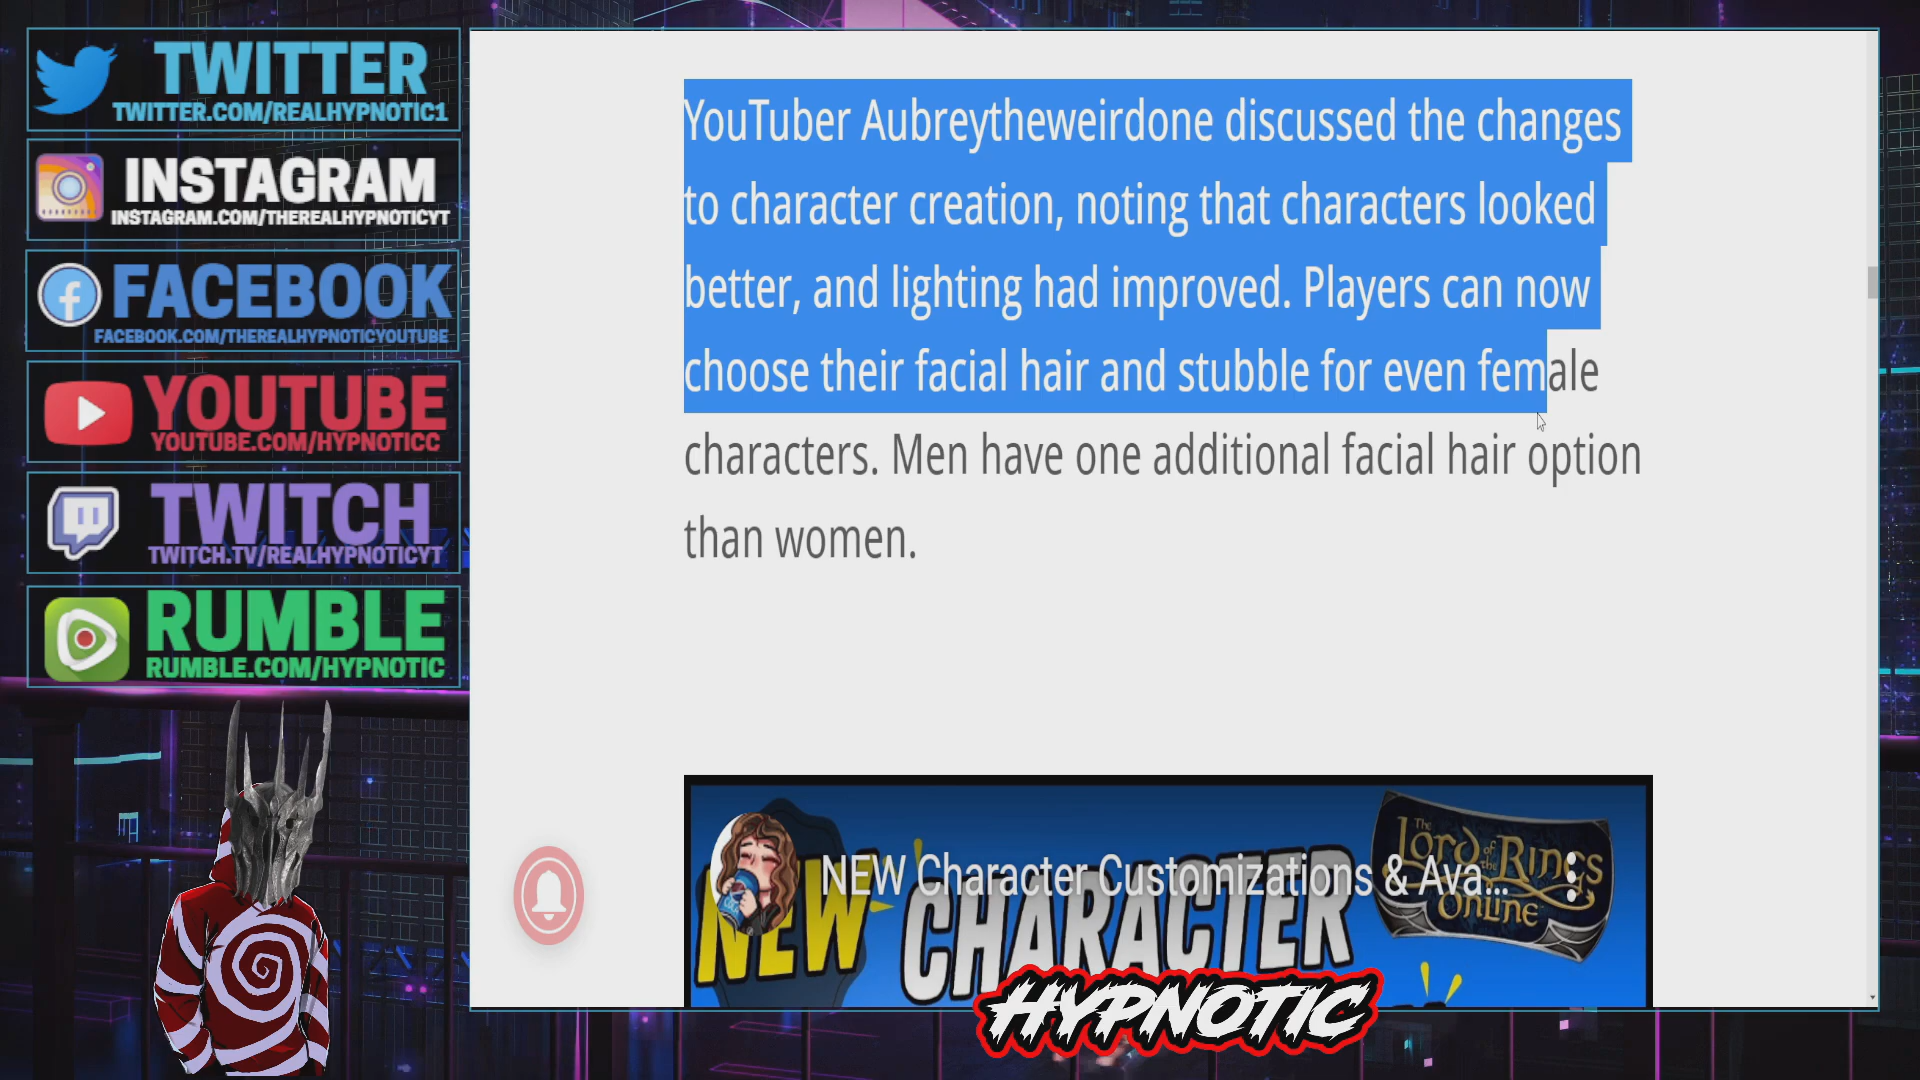 TWITTER
TWITTER.COM/REALHYPNOTIC1
INSTAGRAM
INSTAGRAM.COM/THEREALHYPNOTICYT
FACEBOOK
FACEBOOK.COM/THEREALHYPNOTICYOUTUBE
YOUTUBE
YOUTUBE.COM/HYPNOTICC
TWITCH
TWITCH.TV/REALHYPNOTICYT
RUMBLE
RUMBLE.COM/HYPNOTIC
YouTuber Aubreytheweirdone discussed the changes
to character creation, noting that characters looked
better, and lighting had improved. Players can now
choose their facial hair and stubble for even female
characters. Men have one additional facial hair option
than women.
NEW Character Customizations & Ava...
NEW CHARACTER
The Lord of the Rings Online
HYPNOTIC